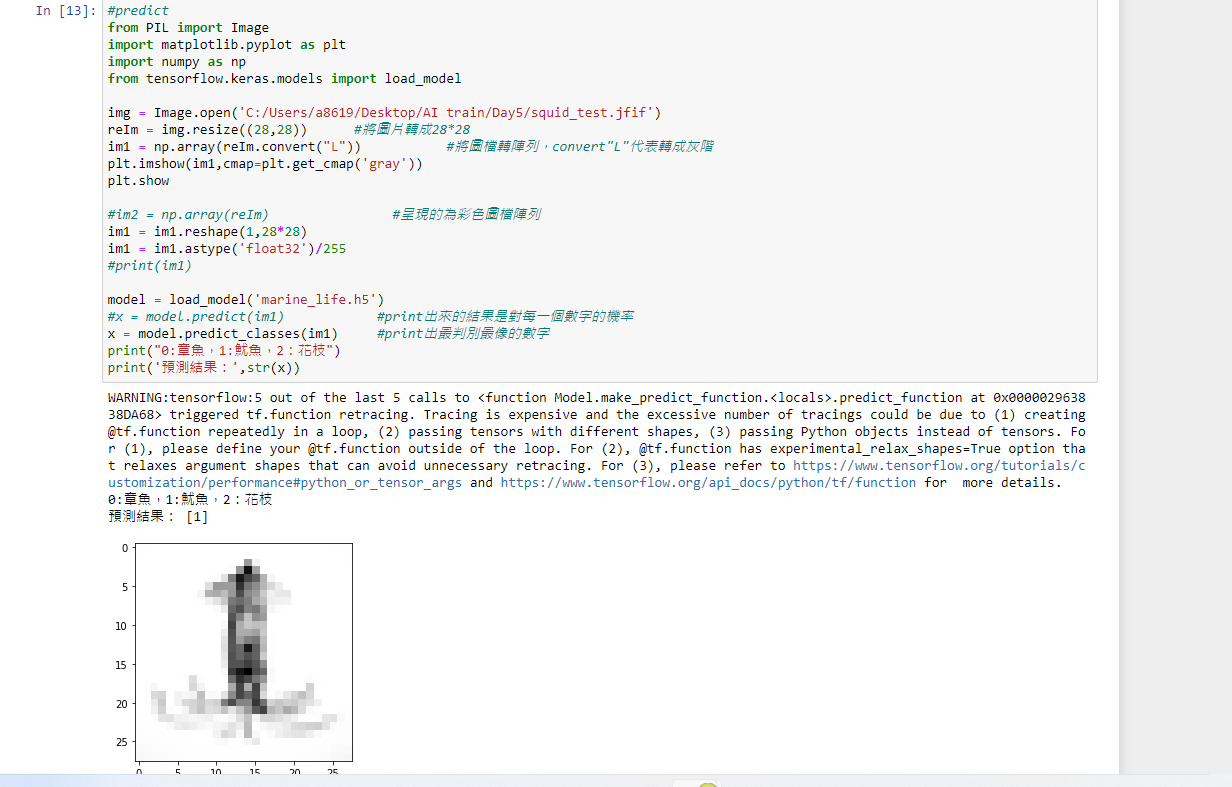 In [13]:
#predict
from PIL import Image
import matplotlib.pyplot as plt
import numpy as np
from tensorflow.keras.models import load_model
img = Image.open('C:/Users/a8619/Desktop/AI train/Day5/squid_test.jfif')
reIm = img.resize((28,28)) #將圖片轉成28*28
im1 = np.array(reIm.convert("L")) #將圖檔轉陣列，convert"L"代表轉成灰階
plt.imshow(im1,cmap=plt.get_cmap('gray'))
plt.show
#im2 = np.array(reIm) #呈現的為彩色圖檔陣列
im1 = im1.reshape(1,28*28)
im1 = im1.astype('float32')/255
#print(im1)
model = load_model('marine_life.h5')
#x = model.predict(im1) #print出來的結果是對每一個數字的機率
x = model.predict_classes(im1) #print出最判別最像的數字
print("0:章魚，1:魷魚，2：花枝")
print('預測結果：',str(x))
WARNING:tensorflow:5 out of the last 5 calls to <function Model.make_predict_function.<locals>.predict_function at 0x0000029638
38DA68> triggered tf.function retracing. Tracing is expensive and the excessive number of tracings could be due to (1) creating
@tf.function repeatedly in a loop, (2) passing tensors with different shapes, (3) passing Python objects instead of tensors. Fo
r (1), please define your @tf.function outside of the loop. For (2), @tf.function has experimental_relax_shapes=True option tha
t relaxes argument shapes that can avoid unnecessary retracing. For (3), please refer to https://www.tensorflow.org/tutorials/c
ustomization/performance#python_or_tensor_args and https://www.tensorflow.org/api_docs/python/tf/function for  more details.
0:章魚，1:魷魚，2：花枝
預測結果： [1]
0
5
10
15
20
25
0 5 10 15 20 25